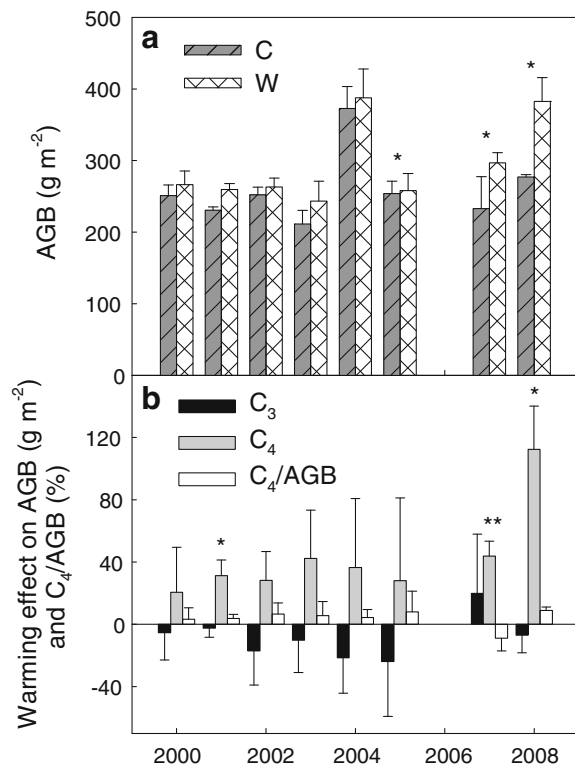 500
a
C
W
*
400
*
300
*
200
100
0
AGB (g m⁻²)
b
C₃
C₄
C₄/AGB
*
120
80
**
*
40
0
-40
Warming effect on AGB (g m⁻²)
and C₄/AGB (%)
2000 2002 2004 2006 2008